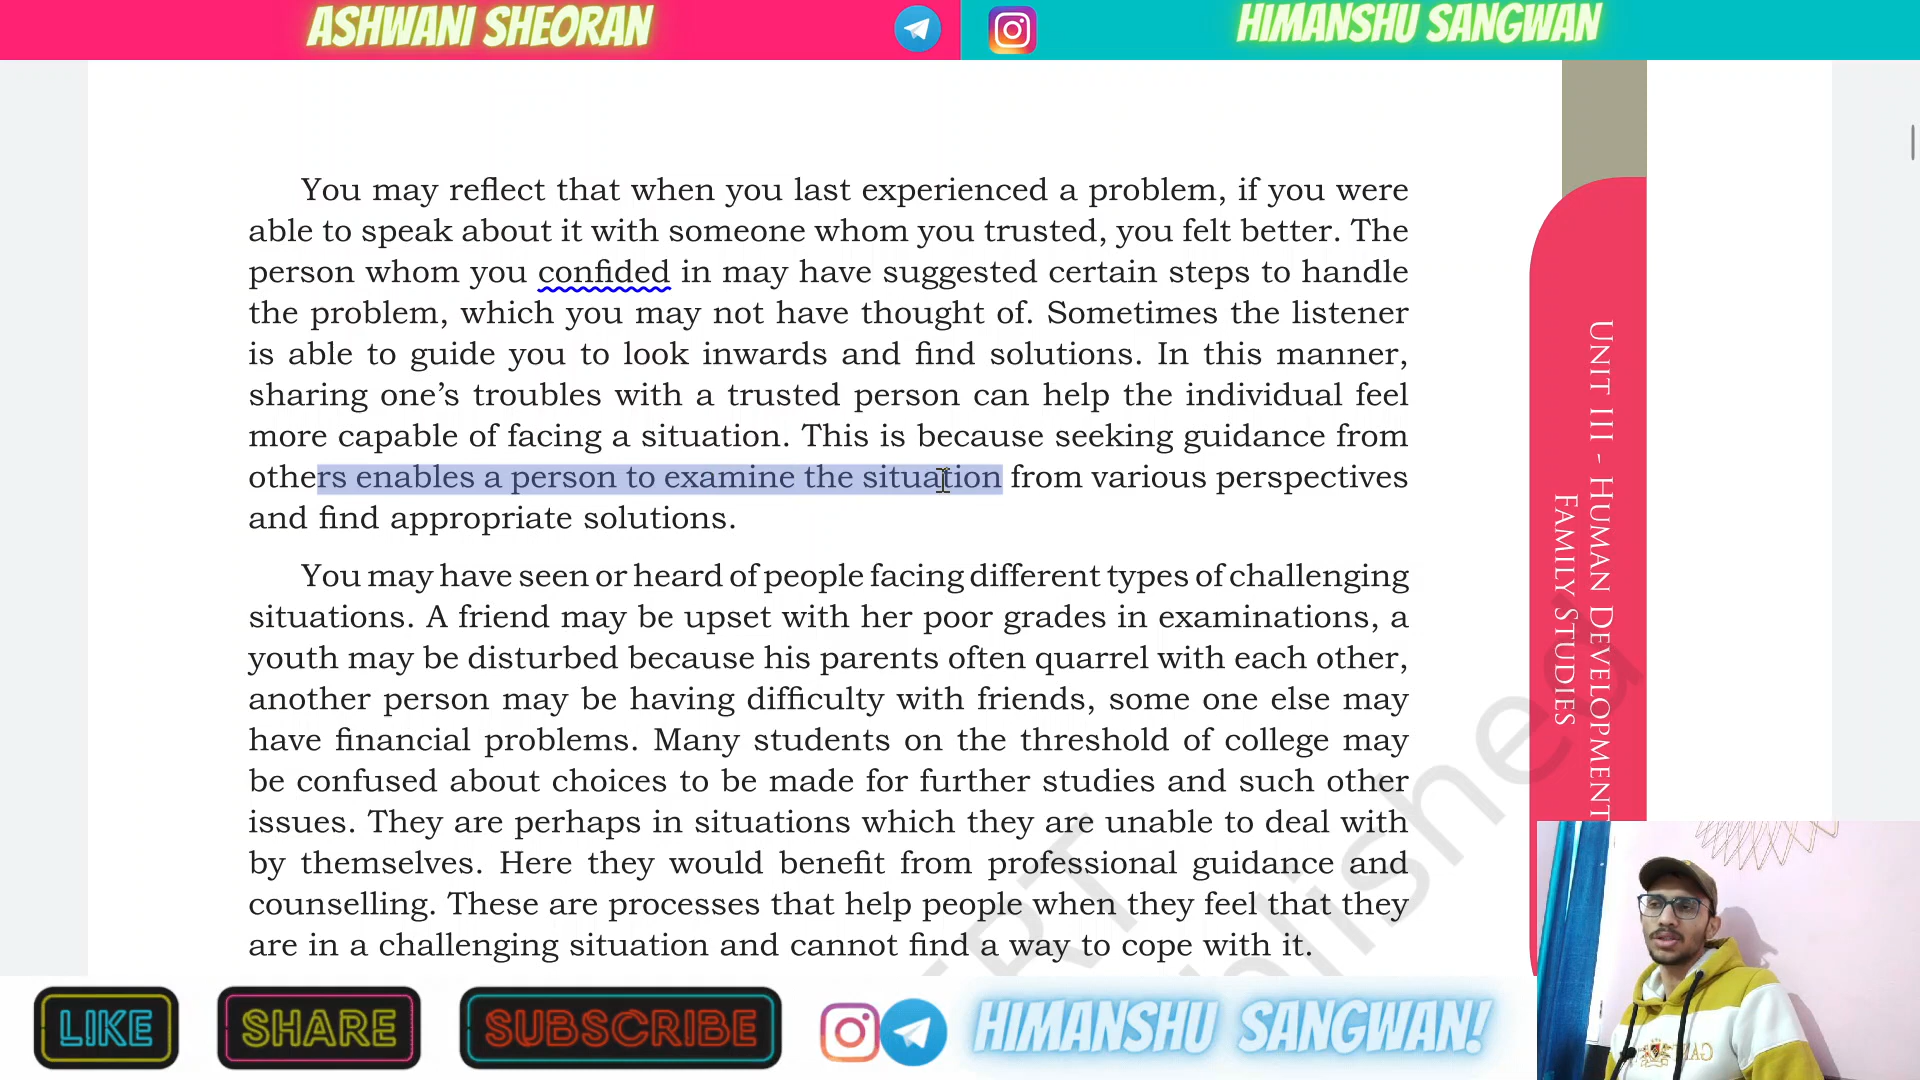 ASHWANI SHEORAN
HIMANSHU SANGWAN
You may reflect that when you last experienced a problem, if you were
able to speak about it with someone whom you trusted, you felt better. The
person whom you confided in may have suggested certain steps to handle
the problem, which you may not have thought of. Sometimes the listener
is able to guide you to look inwards and find solutions. In this manner,
sharing one's troubles with a trusted person can help the individual feel
more capable of facing a situation. This is because seeking guidance from
others enables a person to examine the situation from various perspectives
and find appropriate solutions.
You may have seen or heard of people facing different types of challenging
situations. A friend may be upset with her poor grades in examinations, a
youth may be disturbed because his parents often quarrel with each other,
another person may be having difficulty with friends, some one else may
have financial problems. Many students on the threshold of college may
be confused about choices to be made for further studies and such other
issues. They are perhaps in situations which they are unable to deal with
by themselves. Here they would benefit from professional guidance and
counselling. These are processes that help people when they feel that they
are in a challenging situation and cannot find a way to cope with it.
UNIT III - HUMAN DEVELOPMENT
FAMILY STUDIES
LIKE
SHARE
SUBSCRIBE
HIMANSHU SANGWAN!